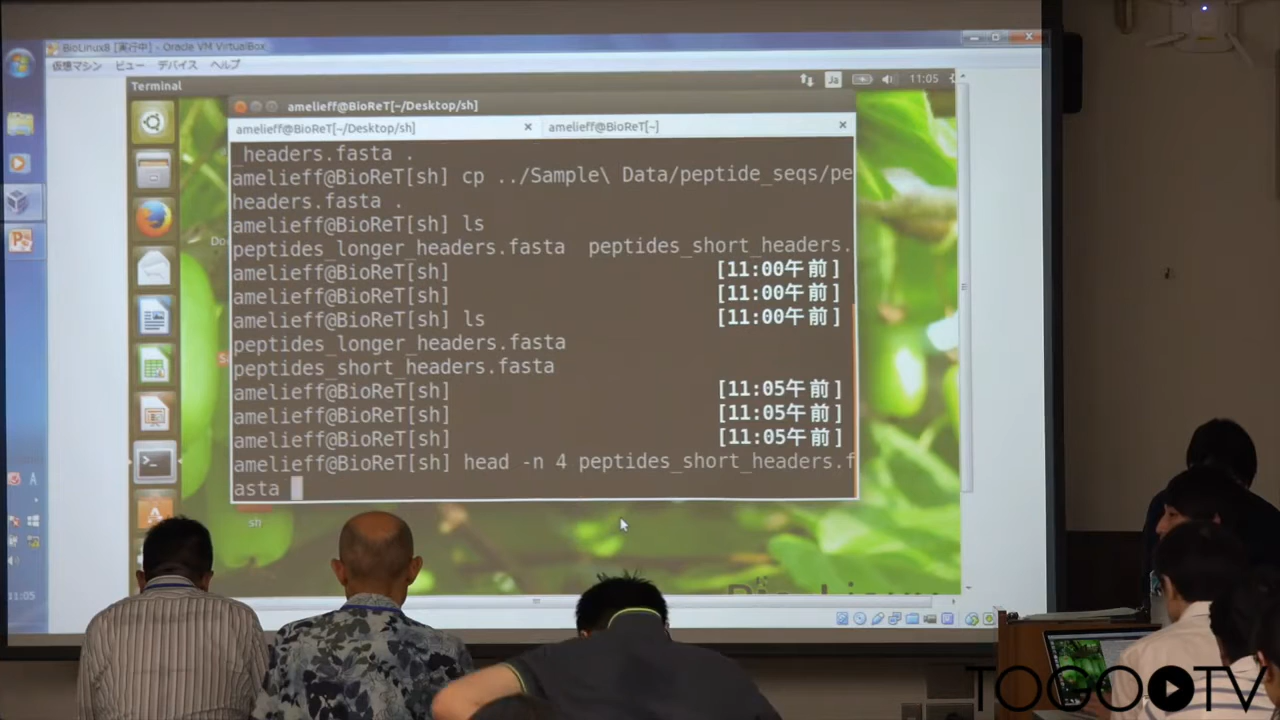 BioLinux8 [実行中] - Oracle VM VirtualBox
仮想マシン ビュー デバイス ヘルプ
Terminal
Ja
11:05
amelieff@BioReT[~/Desktop/sh]
amelieff@BioReT[~/Desktop/sh] × amelieff@BioReT[~] ×
_headers.fasta .
amelieff@BioReT[sh] cp ../Sample\ Data/peptide_seqs/pe
headers.fasta .
amelieff@BioReT[sh] ls
peptides_longer_headers.fasta peptides_short_headers.
amelieff@BioReT[sh] [11:00午前]
amelieff@BioReT[sh] [11:00午前]
amelieff@BioReT[sh] ls [11:00午前]
peptides_longer_headers.fasta
peptides_short_headers.fasta
amelieff@BioReT[sh] [11:05午前]
amelieff@BioReT[sh] [11:05午前]
amelieff@BioReT[sh] [11:05午前]
amelieff@BioReT[sh] head -n 4 peptides_short_headers.f
asta
sh
A
11:05
TOGOTV